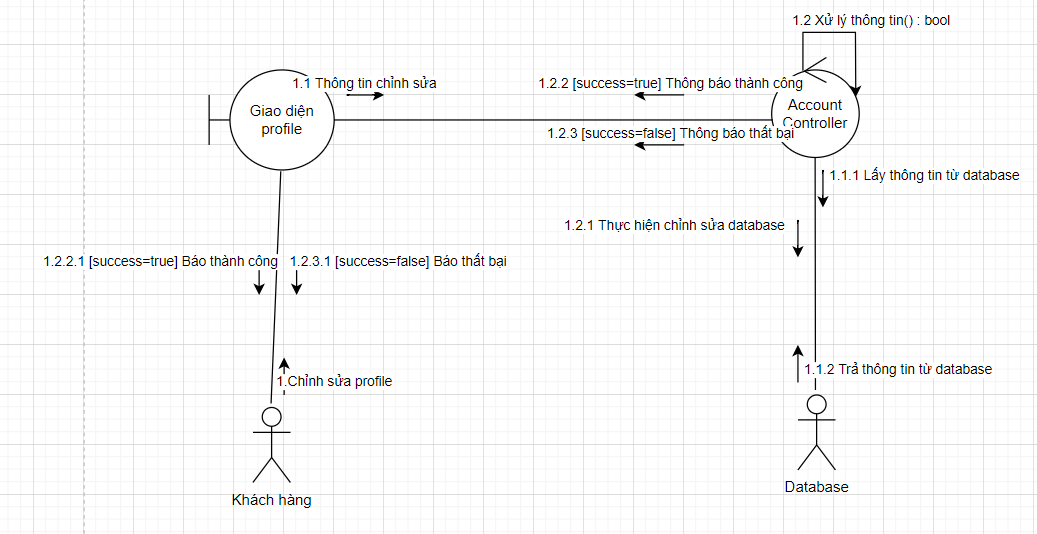 1.2 Xử lý thông tin() : bool
1.1 Thông tin chỉnh sửa
1.2.2 [success=true] Thông báo thành công
Giao diện
profile
Account
Controller
1.2.3 [success=false] Thông báo thất bại
1.1.1 Lấy thông tin từ database
1.2.1 Thực hiện chỉnh sửa database
1.2.2.1 [success=true] Báo thành công
1.2.3.1 [success=false] Báo thất bại
1.1.2 Trả thông tin từ database
1.Chỉnh sửa profile
Database
Khách hàng